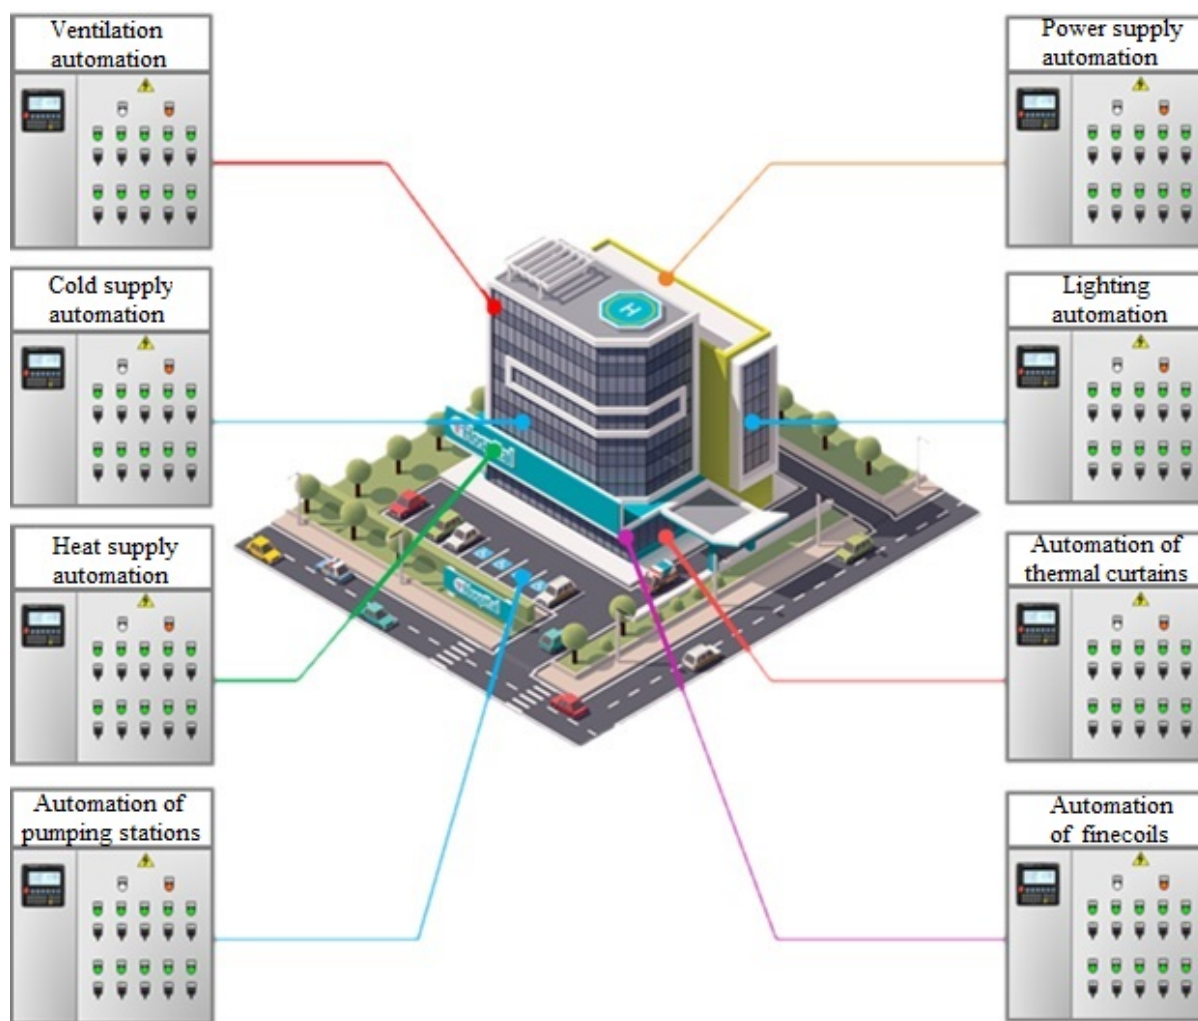 Ventilation
automation
Power supply
automation
Cold supply
automation
Lighting
automation
Heat supply
automation
Automation of
thermal curtains
Automation of
pumping stations
Automation
of finecoils
H